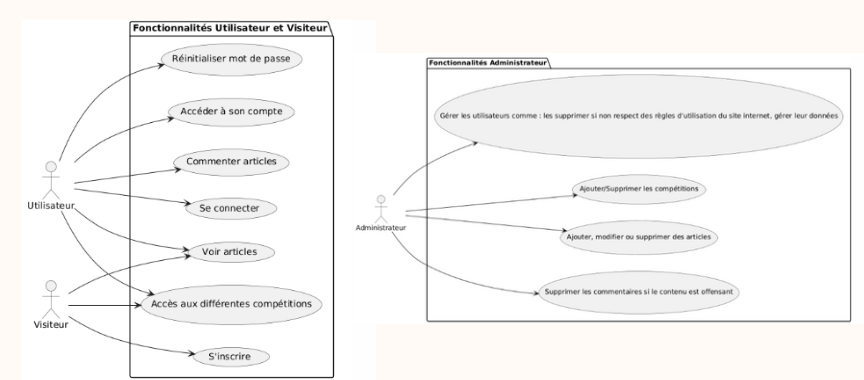 Fonctionnalités Utilisateur et Visiteur
Réinitialiser mot de passe
Accéder à son compte
Commenter articles
Se connecter
Voir articles
Accès aux différentes compétitions
S'inscrire
Utilisateur
Visiteur
Fonctionnalités Administrateur
Gérer les utilisateurs comme : les supprimer si non respect des règles d'utilisation du site internet, gérer leur données
Ajouter/Supprimer les compétitions
Ajouter, modifier ou supprimer des articles
Supprimer les commentaires si le contenu est offensant
Administrateur